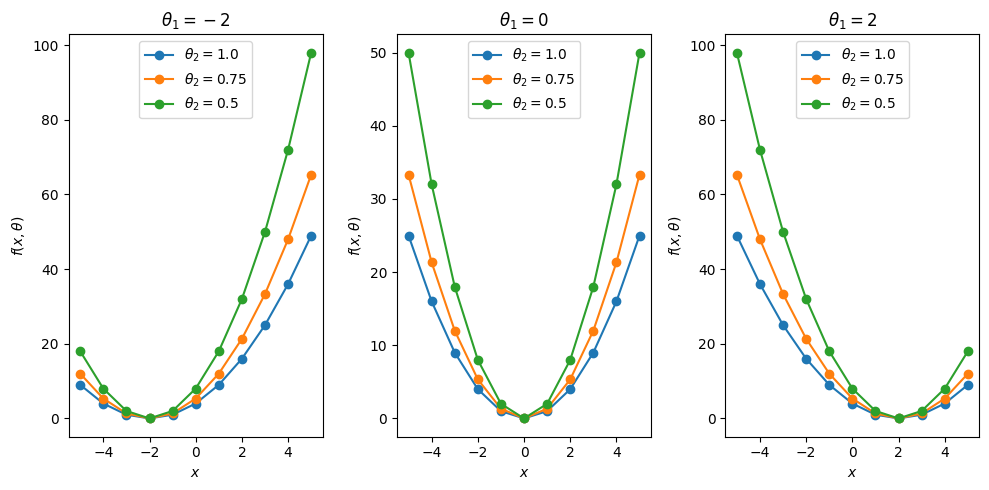 θ₁ = −2
θ₂ = 1.0
θ₂ = 0.75
θ₂ = 0.5
100
80
60
40
20
0
f(x, θ)
−4 −2 0 2 4
x
θ₁ = 0
θ₂ = 1.0
θ₂ = 0.75
θ₂ = 0.5
50
40
30
20
10
0
f(x, θ)
−4 −2 0 2 4
x
θ₁ = 2
θ₂ = 1.0
θ₂ = 0.75
θ₂ = 0.5
100
80
60
40
20
0
f(x, θ)
−4 −2 0 2 4
x